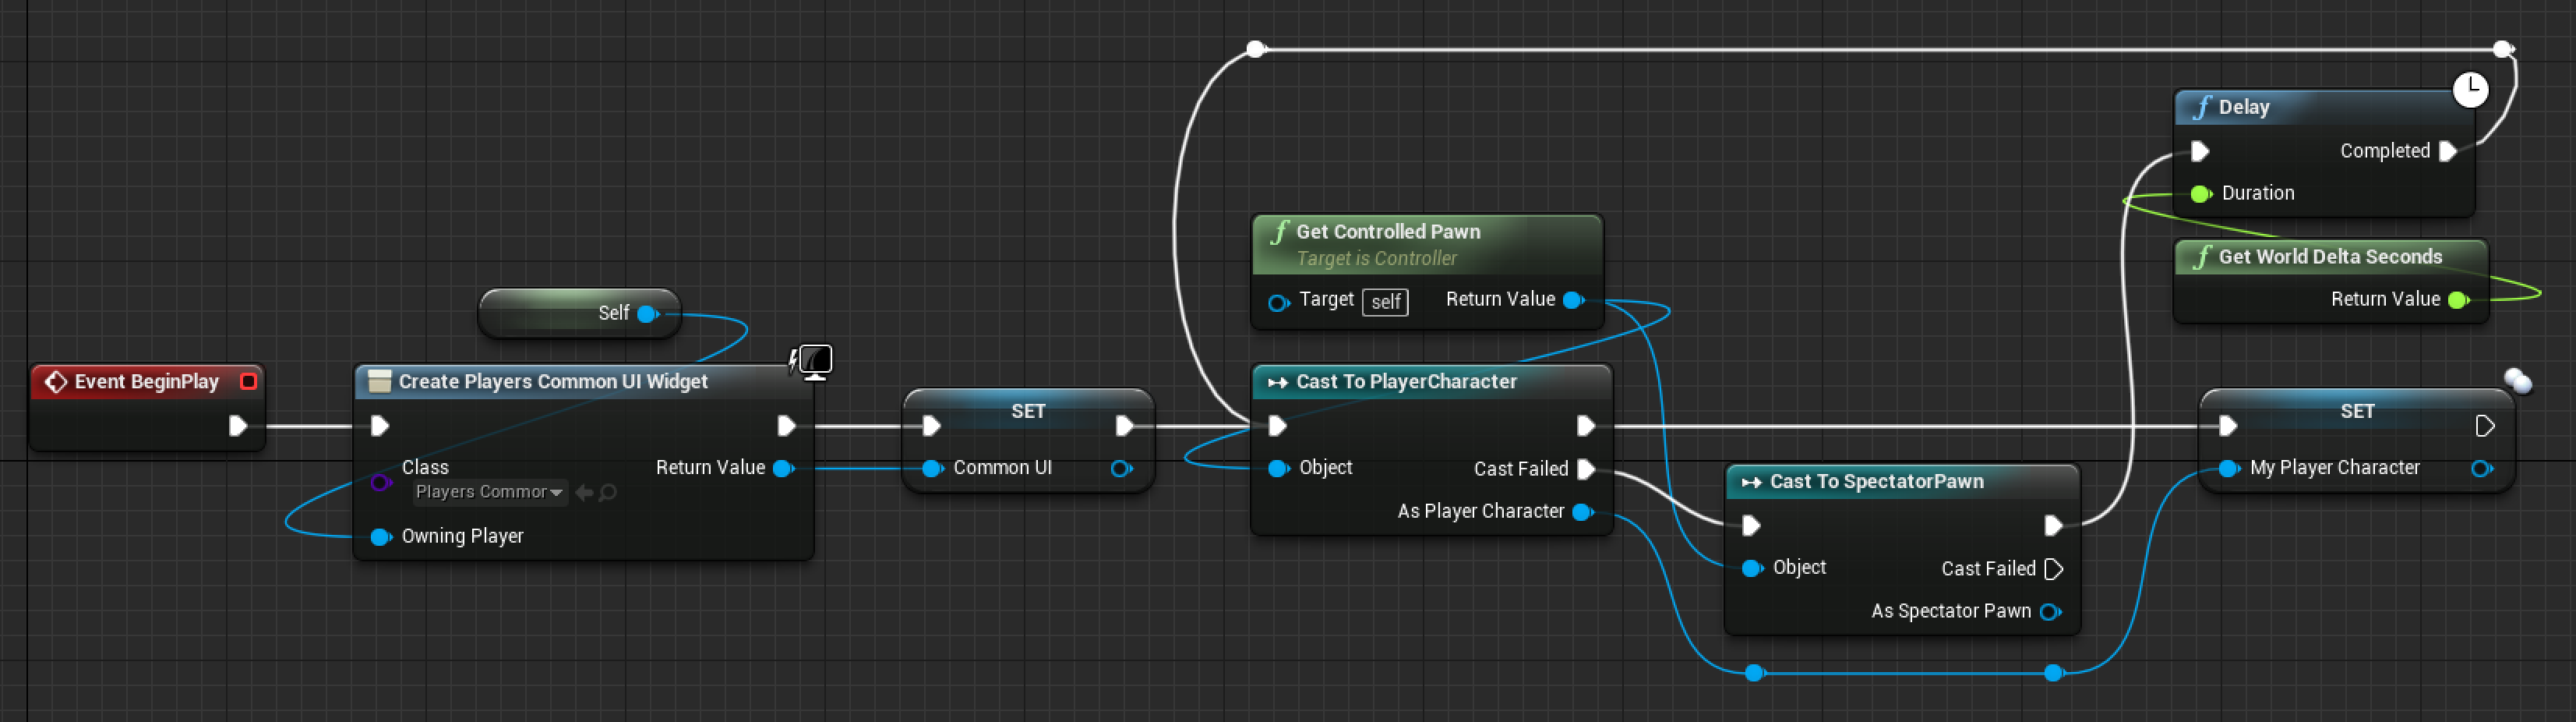 Delay
Completed
Duration
Get Controlled Pawn
Target is Controller
Target self Return Value
Get World Delta Seconds
Return Value
Self
Event BeginPlay
Create Players Common UI Widget
Class
Players Commor
Return Value
Owning Player
SET
Common UI
Cast To PlayerCharacter
Object
Cast Failed
As Player Character
Cast To SpectatorPawn
Object
Cast Failed
As Spectator Pawn
SET
My Player Character